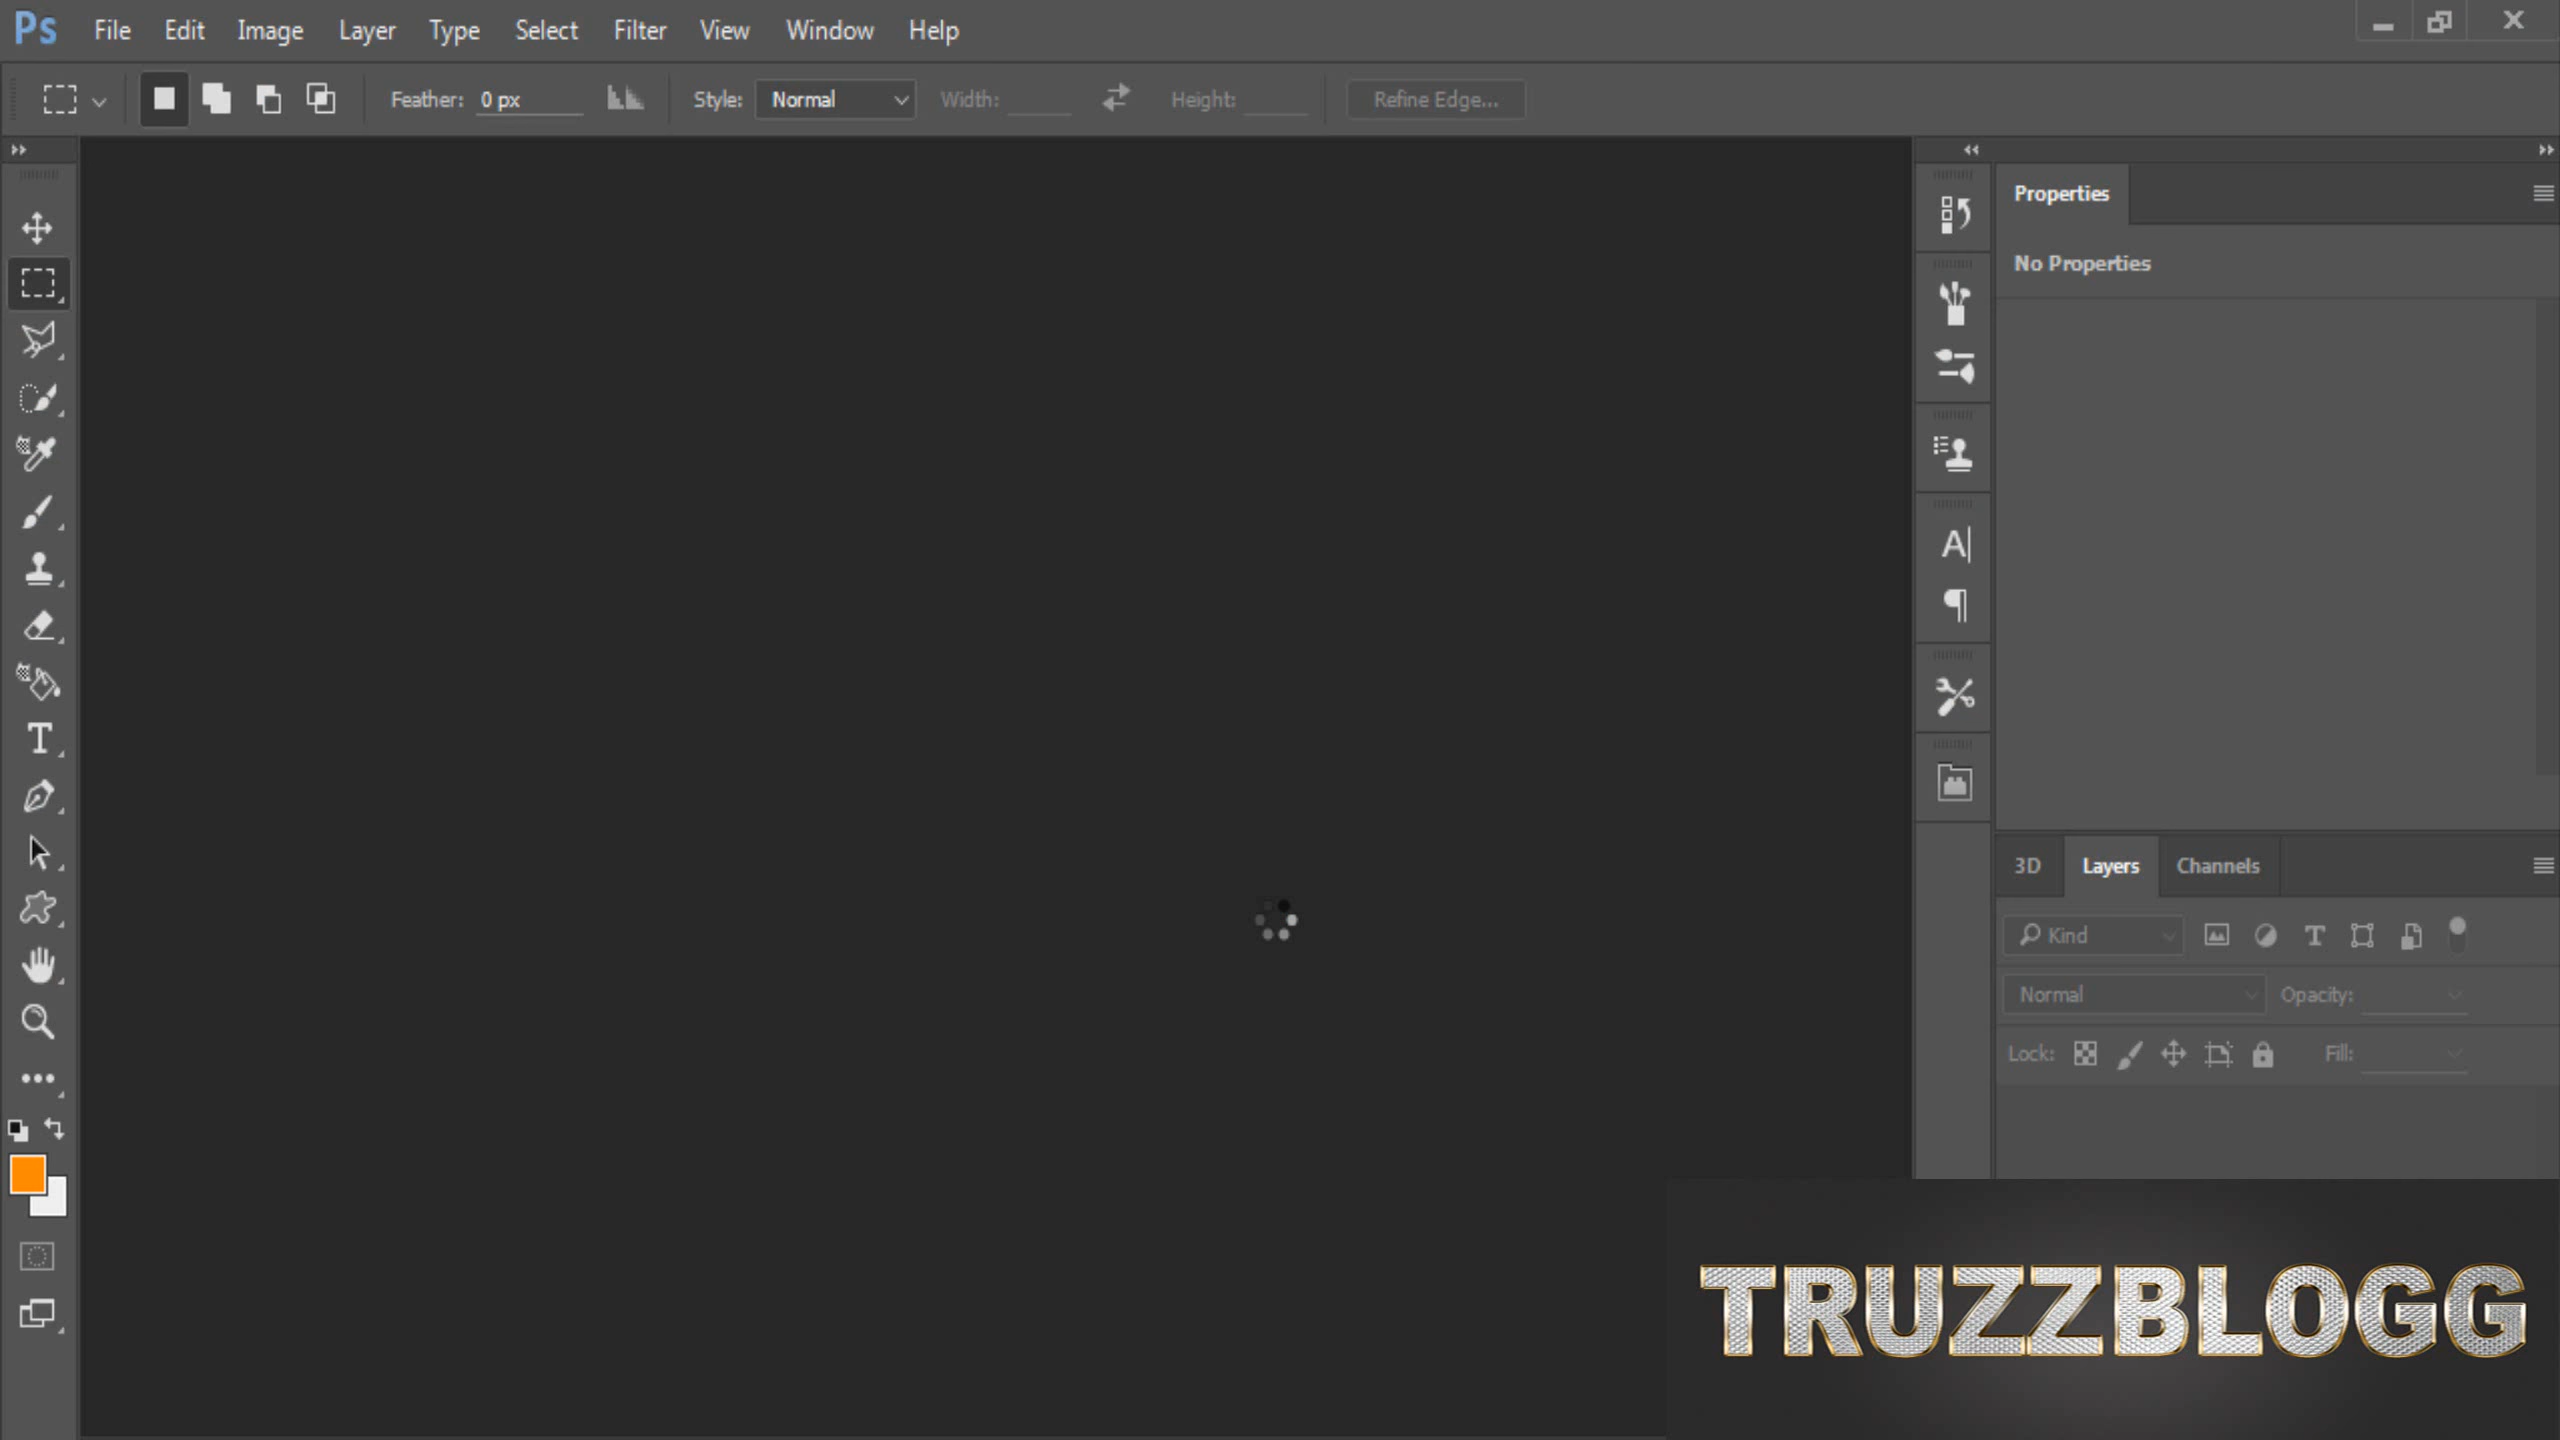 Ps File Edit Image Layer Type Select Filter View Window Help
Feather: 0 px Style: Normal Width: Height: Refine Edge...
Properties
No Properties
3D Layers Channels
Kind
Normal Opacity:
Lock: Fill:
TRUZZBLOGG